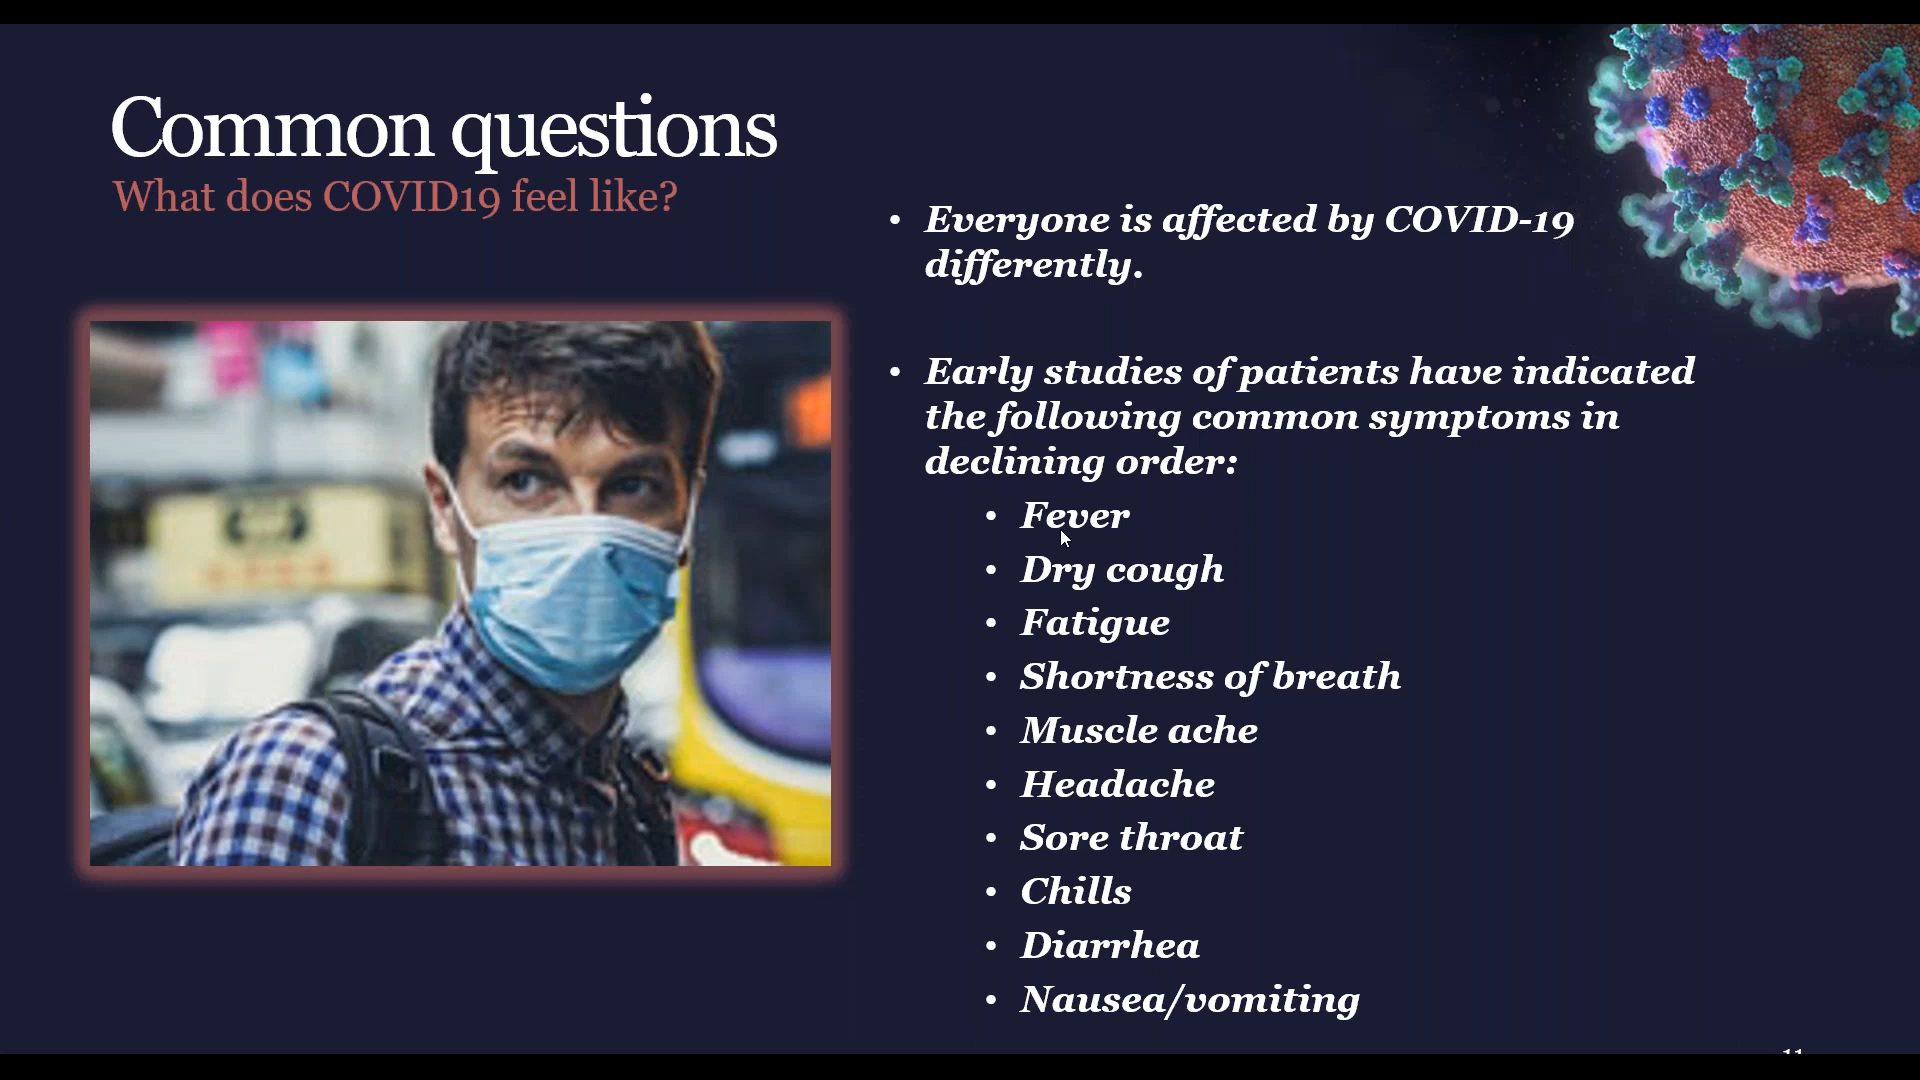 Common questions
What does COVID19 feel like?
• Everyone is affected by COVID-19
differently.
• Early studies of patients have indicated
the following common symptoms in
declining order:
• Fever
• Dry cough
• Fatigue
• Shortness of breath
• Muscle ache
• Headache
• Sore throat
• Chills
• Diarrhea
• Nausea/vomiting
11